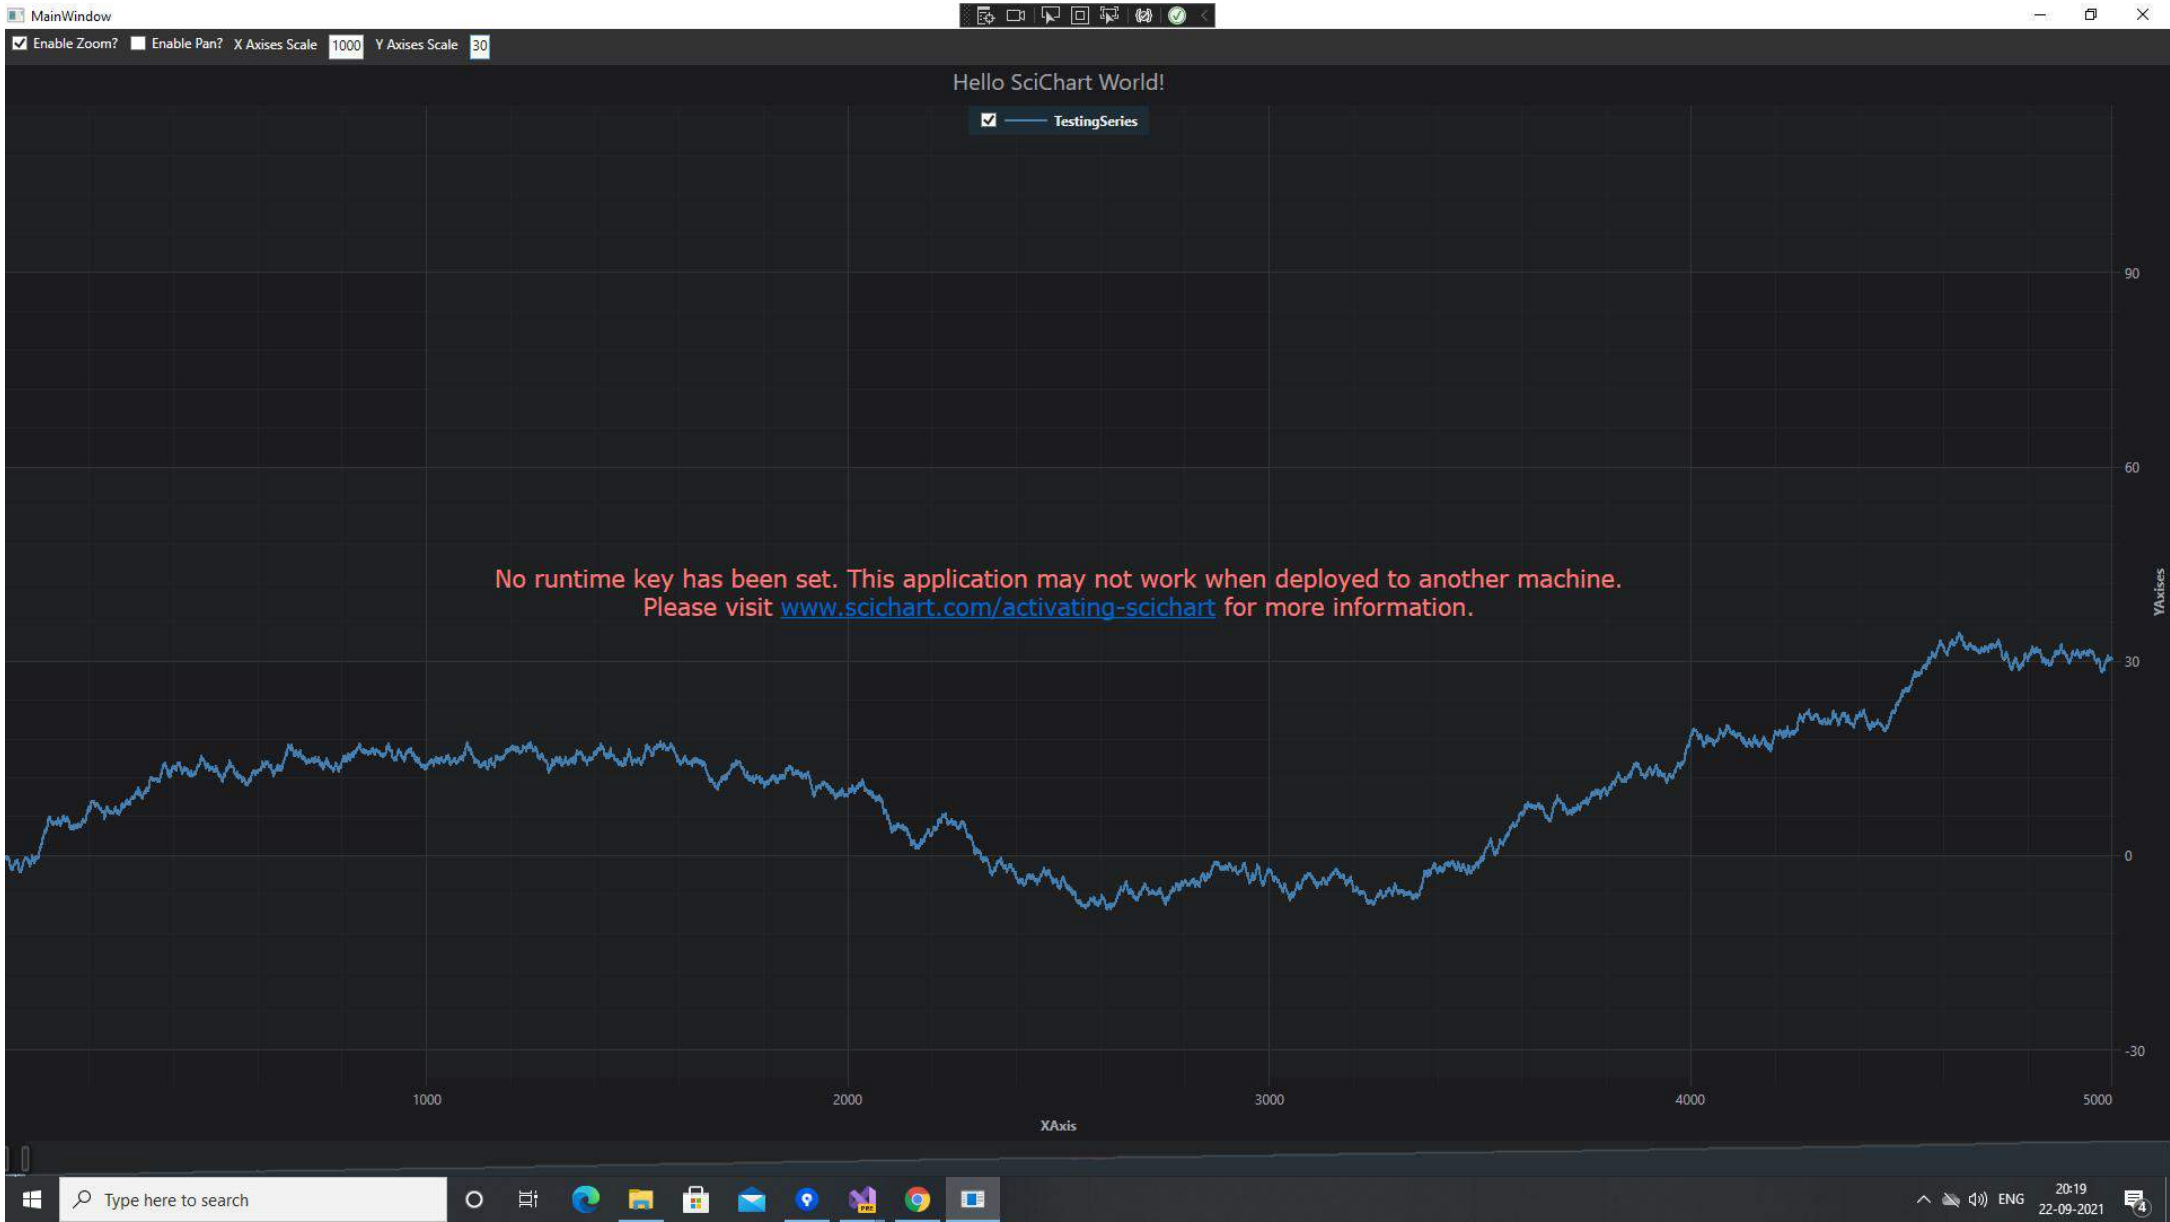 MainWindow
Enable Zoom? Enable Pan? X Axises Scale 1000 Y Axises Scale 30
Hello SciChart World!
TestingSeries
90
60
No runtime key has been set. This application may not work when deployed to another machine.
Please visit www.scichart.com/activating-scichart for more information.
YAxises
30
0
-30
1000 2000 3000 4000 5000
XAxis
Type here to search
PRE
ENG
20:19
22-09-2021
4